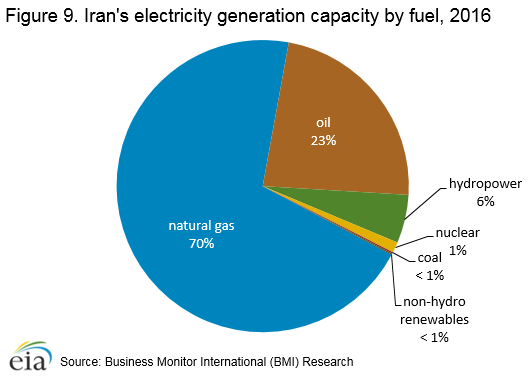 Figure 9. Iran's electricity generation capacity by fuel, 2016
oil
23%
hydropower
6%
nuclear
1%
coal
< 1%
non-hydro
renewables
< 1%
natural gas
70%
eia
Source: Business Monitor International (BMI) Research